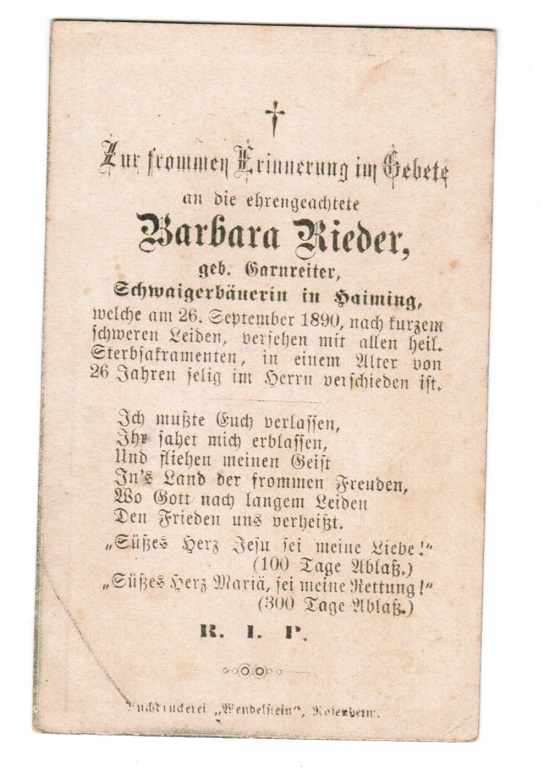 †
Zur frommen Erinnerung im Gebete
an die ehrengeachtete
Barbara Rieder,
geb. Garnreiter,
Schwaigerbäuerin in Haiming,
welche am 26. September 1890, nach kurzem
schweren Leiden, versehen mit allen heil.
Sterbsakramenten, in einem Alter von
26 Jahren selig im Herrn verschieden ist.
Ich mußte Euch verlassen,
Ihr sahet mich erblassen,
Und fliehen meinen Geist
In's Land der frommen Freuden,
Wo Gott nach langem Leiden
Den Frieden uns verheißt.
„Süßes Herz Jesu sei meine Liebe!"
(100 Tage Ablaß.)
„Süßes Herz Mariä, sei meine Rettung!"
(300 Tage Ablaß.)
R. I. P.
Buchdruckerei „Wendelstein", Rosenheim.